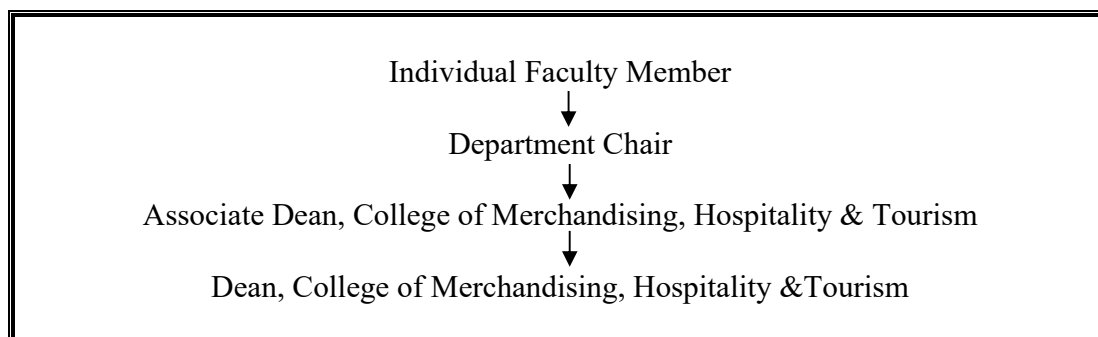 Individual Faculty Member
Department Chair
Associate Dean, College of Merchandising, Hospitality & Tourism
Dean, College of Merchandising, Hospitality &Tourism